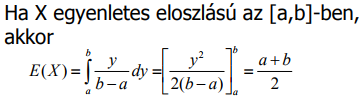 Ha X egyenletes eloszlású az [a,b]-ben,
akkor
E(X) = ∫_a^b y/(b−a) dy = [y²/(2(b−a))]_a^b = (a+b)/2